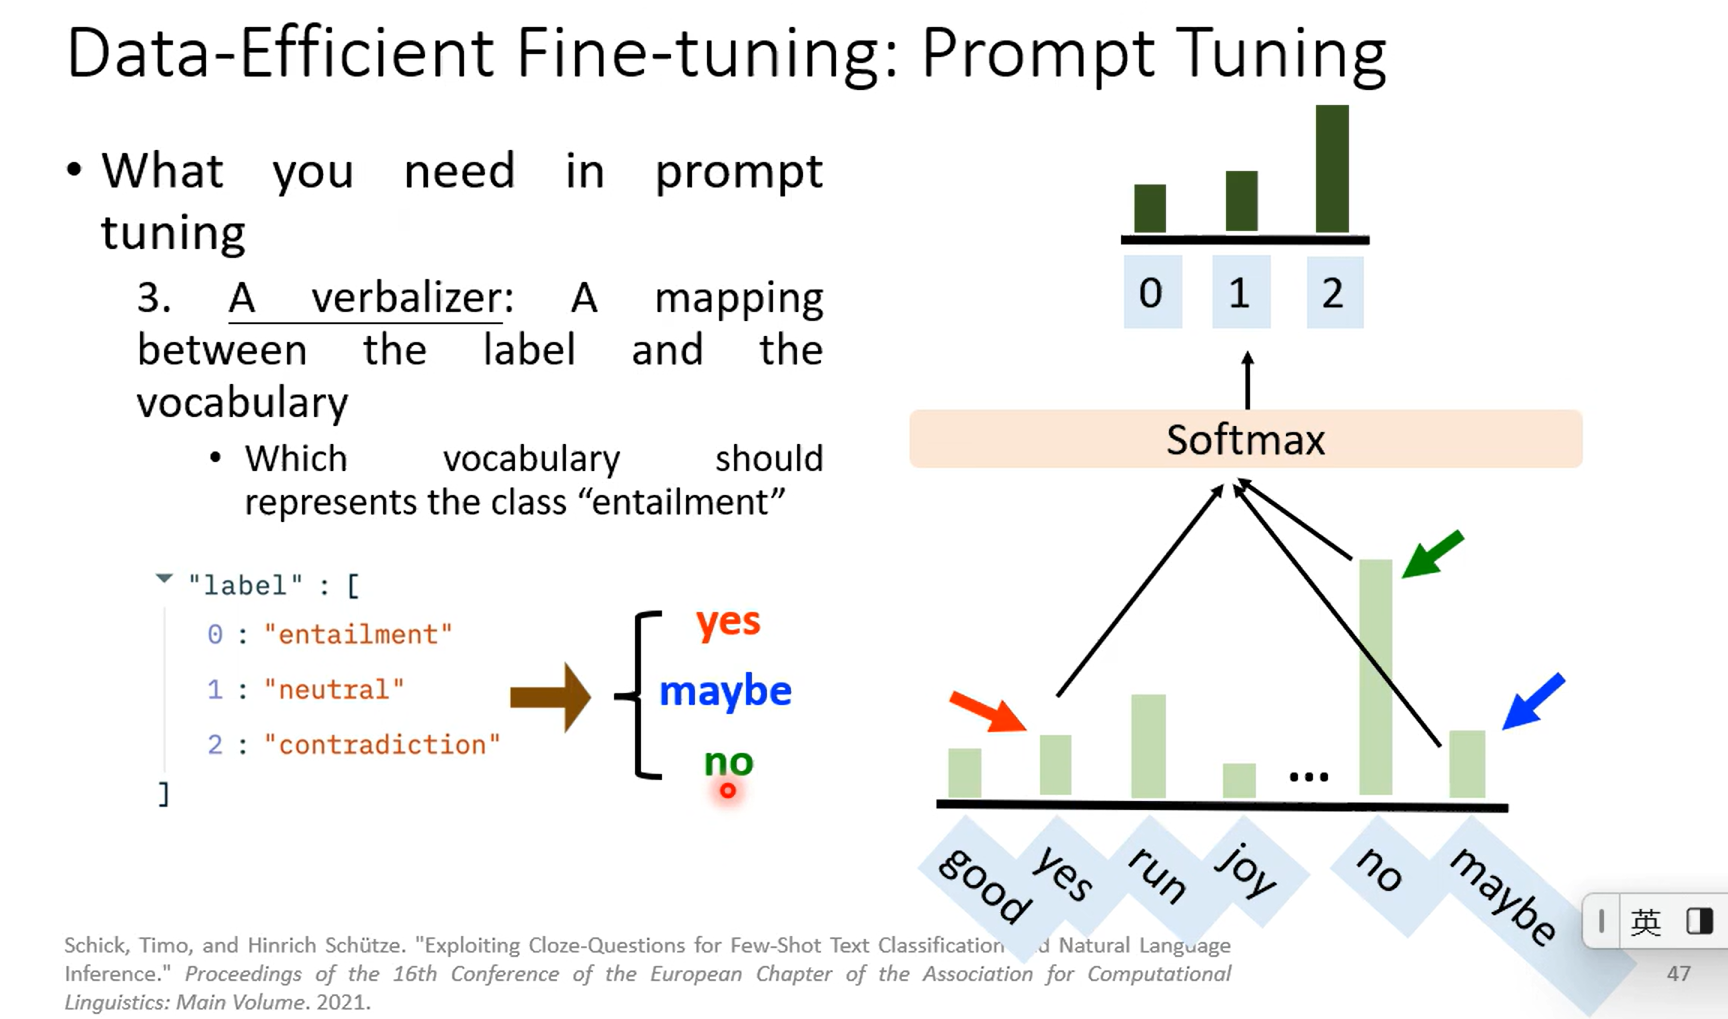 Data-Efficient Fine-tuning: Prompt Tuning
• What you need in prompt
tuning
3. A verbalizer: A mapping
between the label and the
vocabulary
• Which vocabulary should
represents the class “entailment”
"label" : [
0 : "entailment"
1 : "neutral"
2 : "contradiction"
]
yes
maybe
no
0 1 2
Softmax
...
good yes run joy no maybe
Schick, Timo, and Hinrich Schütze. "Exploiting Cloze-Questions for Few-Shot Text Classification Natural Language
Inference." Proceedings of the 16th Conference of the European Chapter of the Association for Computational
Linguistics: Main Volume. 2021.
英
47